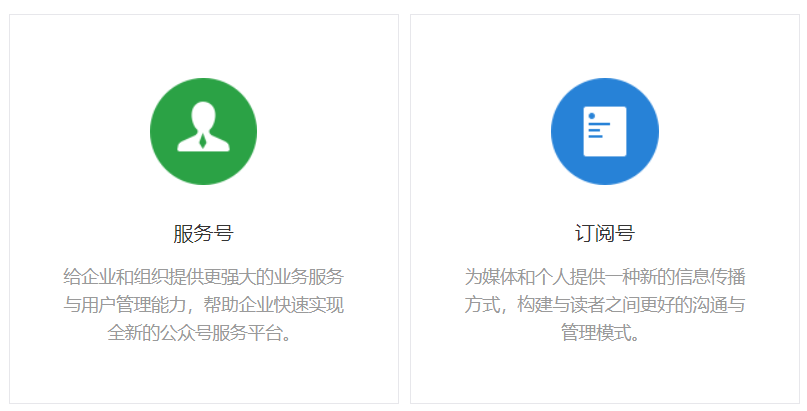 服务号
给企业和组织提供更强大的业务服务
与用户管理能力，帮助企业快速实现
全新的公众号服务平台。
订阅号
为媒体和个人提供一种新的信息传播
方式，构建与读者之间更好的沟通与
管理模式。